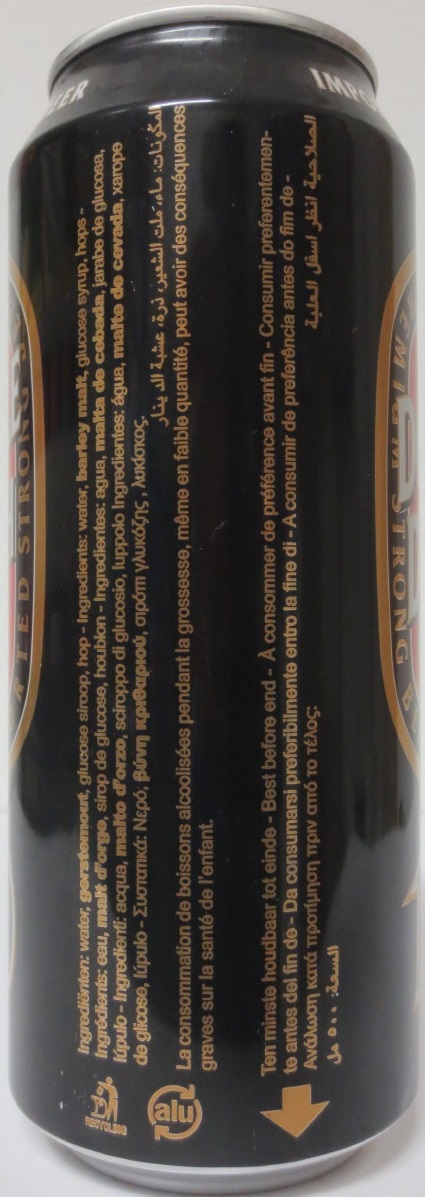 Ingrediënten: water, gerstemout, glucose siroop, hop - Ingredients: water, barley malt, glucose syrup, hops -
Ingrédients: eau, malt d'orge, sirop de glucose, houblon - Ingredientes: agua, malta de cebada, jarabe de glucosa,
lúpulo - Ingredienti: acqua, malto d'orzo, sciroppo di glucosio, luppolo Ingredientes: água, malte de cevada, xarope
de glicose, lúpulo - Συστατικά: Νερό, βύνη κριθαριού, σιρόπι γλυκόζης, λυκίσκος.
المكونات: ماء، ملت الشعير، ذرة، عشبة الدينار
La consommation de boissons alcoolisées pendant la grossesse, même en faible quantité, peut avoir des conséquences
graves sur la santé de l'enfant.
Ten minste houdbaar tot einde - Best before end - À consommer de préférence avant fin - Consumir preferentemen-
te antes del fin de - Da consumarsi preferibilmente entro la fine di - A consumir de preferência antes do fim de -
Ανάλωση κατά προτίμηση πριν από το τέλος:
الصلاحية انظر اسفل العلبة
السعة: ٥٠٠ مل
RECYCLING
alu
IMPO
RTED STRONG
EMIUM STRONG